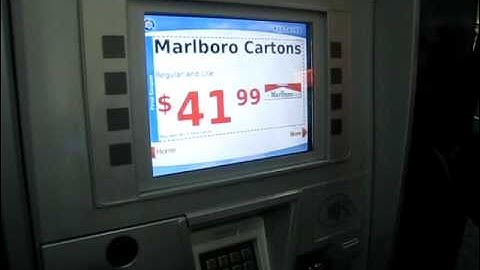 Marlboro Cartons
Regular and Lite
$41 99
Marlboro
More
Home